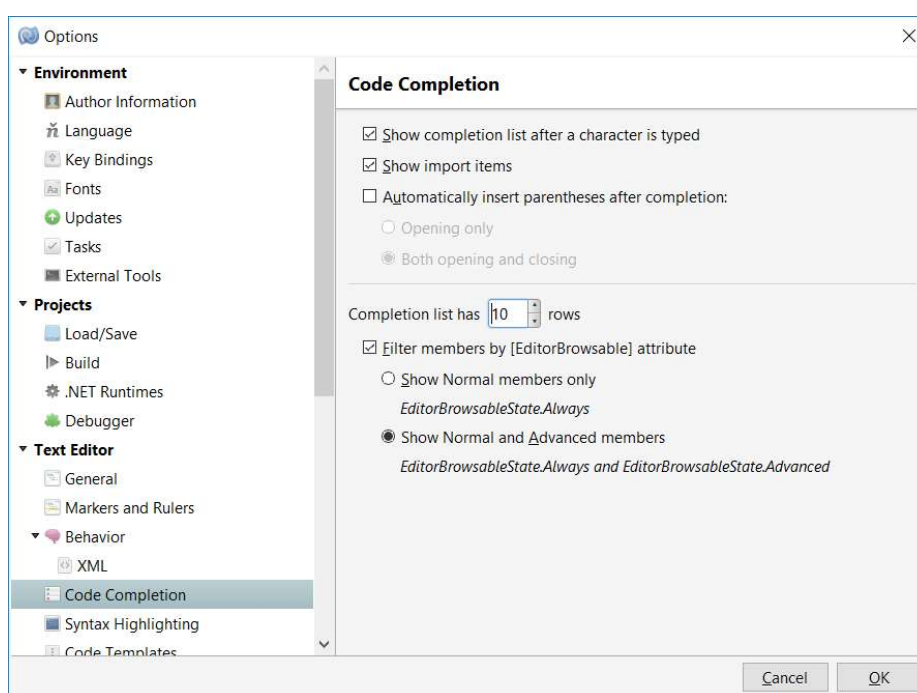 Options
Environment
Author Information
Language
Key Bindings
Fonts
Updates
Tasks
External Tools
Projects
Load/Save
Build
.NET Runtimes
Debugger
Text Editor
General
Markers and Rulers
Behavior
XML
Code Completion
Syntax Highlighting
Code Templates
Code Completion
Show completion list after a character is typed
Show import items
Automatically insert parentheses after completion:
Opening only
Both opening and closing
Completion list has 10 rows
Filter members by [EditorBrowsable] attribute
Show Normal members only
EditorBrowsableState.Always
Show Normal and Advanced members
EditorBrowsableState.Always and EditorBrowsableState.Advanced
Cancel OK